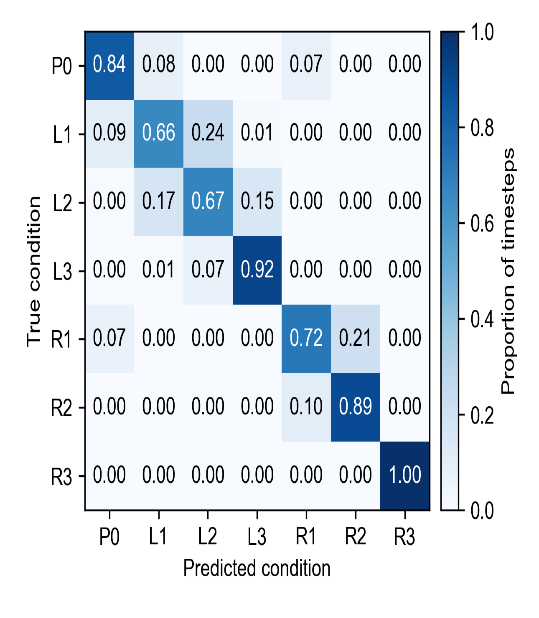 P0 0.84 0.08 0.00 0.00 0.07 0.00 0.00
L1 0.09 0.66 0.24 0.01 0.00 0.00 0.00
L2 0.00 0.17 0.67 0.15 0.00 0.00 0.00
L3 0.00 0.01 0.07 0.92 0.00 0.00 0.00
R1 0.07 0.00 0.00 0.00 0.72 0.21 0.00
R2 0.00 0.00 0.00 0.00 0.10 0.89 0.00
R3 0.00 0.00 0.00 0.00 0.00 0.00 1.00
P0 L1 L2 L3 R1 R2 R3
Predicted condition
True condition
1.0
0.8
0.6
0.4
0.2
0.0
Proportion of timesteps